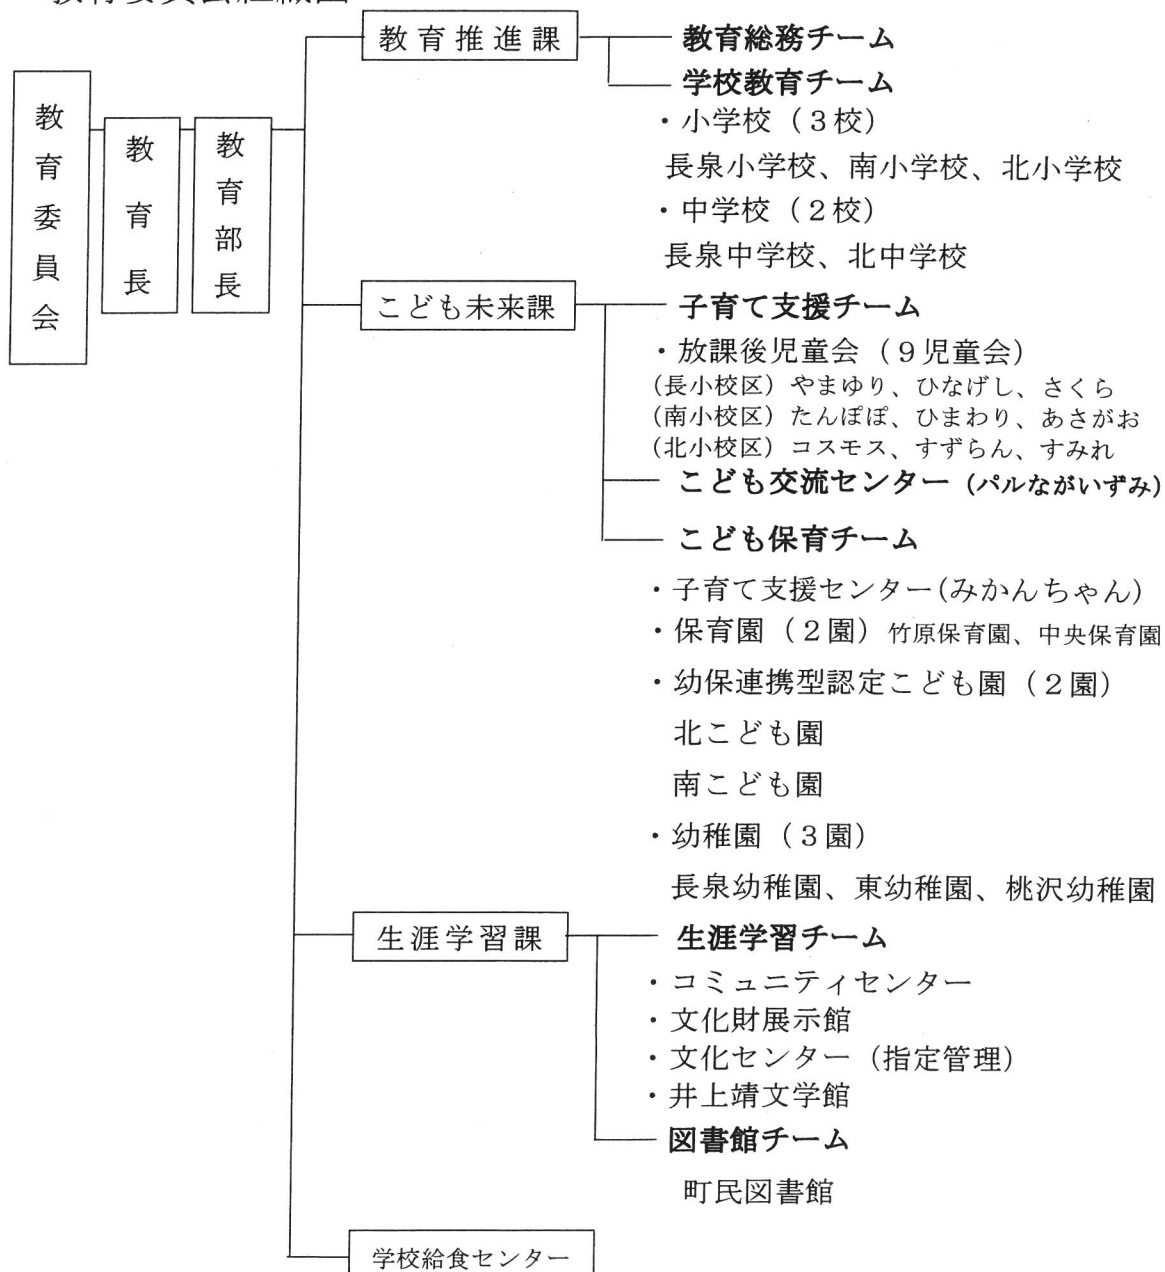 教育委員会
教育長
教育部長
教育推進課
教育総務チーム
学校教育チーム
・小学校（３校）
長泉小学校、南小学校、北小学校
・中学校（２校）
長泉中学校、北中学校
こども未来課
子育て支援チーム
・放課後児童会（９児童会）
（長小校区）やまゆり、ひなげし、さくら
（南小校区）たんぽぽ、ひまわり、あさがお
（北小校区）コスモス、すずらん、すみれ
こども交流センター（パルながいずみ）
こども保育チーム
・子育て支援センター（みかんちゃん）
・保育園（２園）竹原保育園、中央保育園
・幼保連携型認定こども園（２園）
北こども園
南こども園
・幼稚園（３園）
長泉幼稚園、東幼稚園、桃沢幼稚園
生涯学習課
生涯学習チーム
・コミュニティセンター
・文化財展示館
・文化センター（指定管理）
・井上靖文学館
図書館チーム
町民図書館
学校給食センター